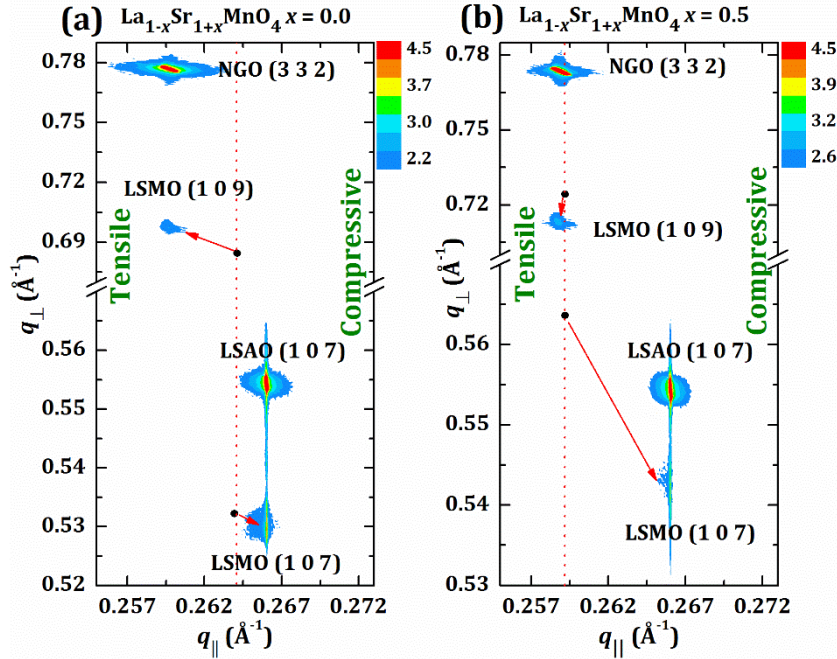 (a) La1-xSr1+xMnO4 x = 0.0
0.78
0.75
0.72
0.69
0.56
0.55
0.54
0.53
0.52
q⊥ (Å-1)
NGO (3 3 2)
LSMO (1 0 9)
Tensile
Compressive
LSAO (1 0 7)
LSMO (1 0 7)
4.5
3.7
3.0
2.2
0.257 0.262 0.267 0.272
q∥ (Å-1)
(b) La1-xSr1+xMnO4 x = 0.5
0.78
0.75
0.72
0.56
0.55
0.54
0.53
q⊥ (Å-1)
NGO (3 3 2)
LSMO (1 0 9)
Tensile
Compressive
LSAO (1 0 7)
LSMO (1 0 7)
4.5
3.9
3.2
2.6
0.257 0.262 0.267 0.272
q|| (Å-1)